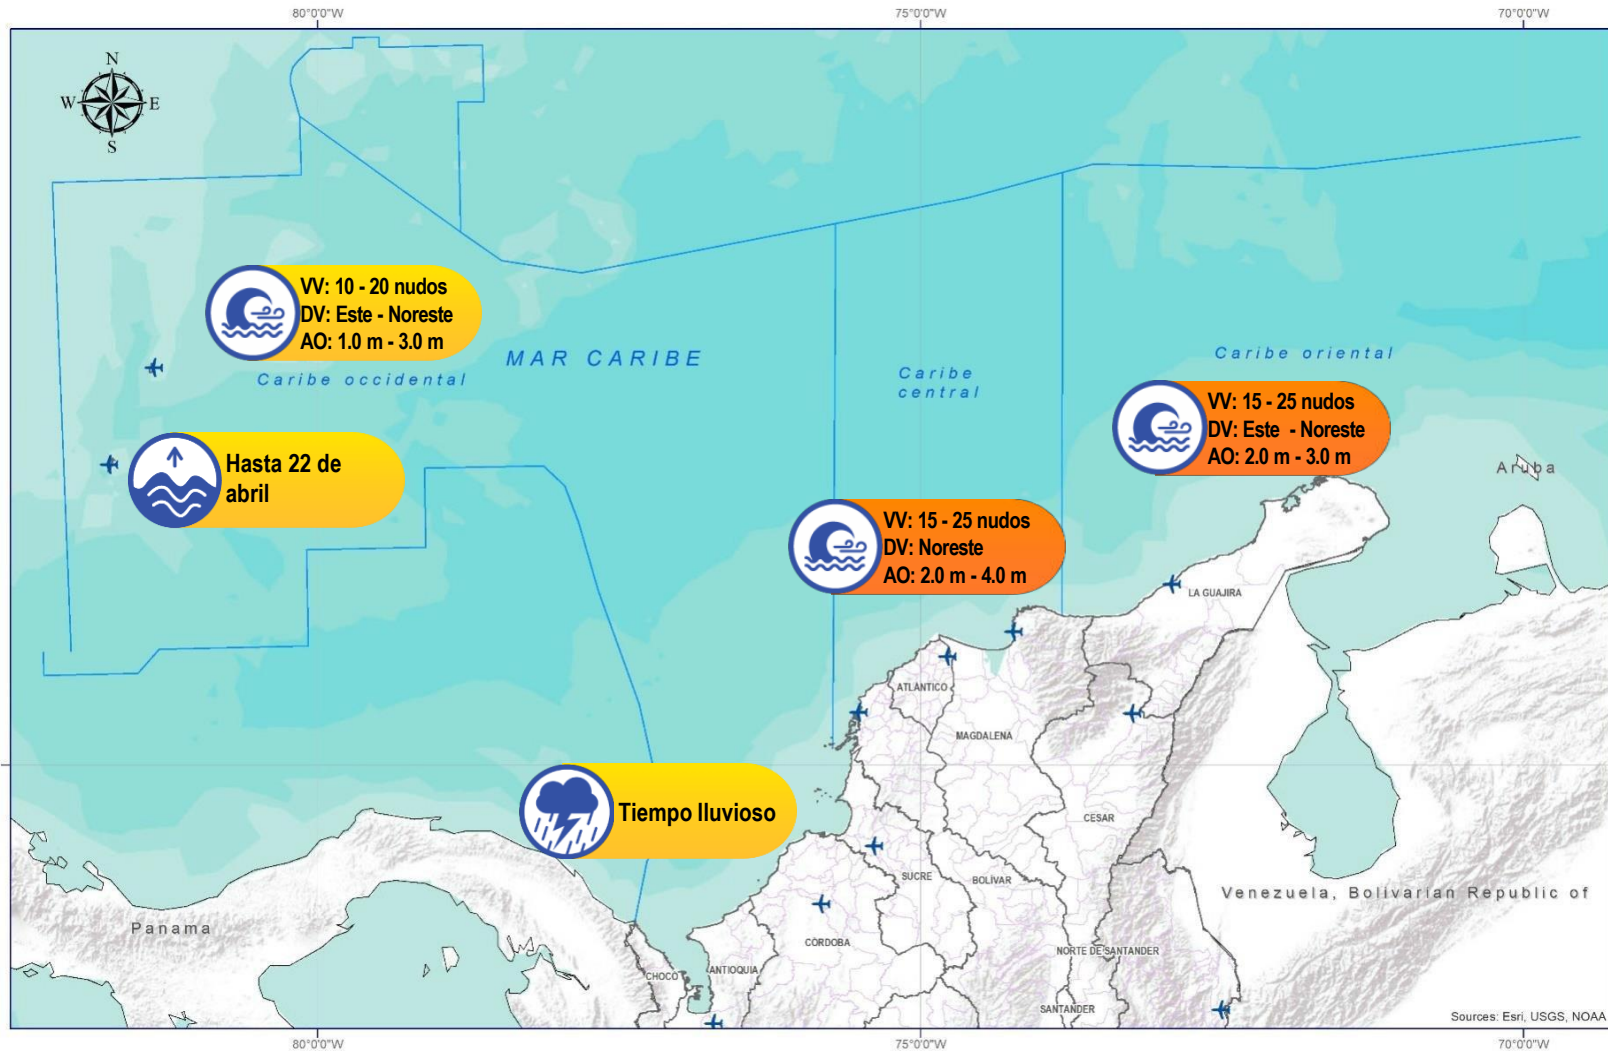 80°0'0"W
75°0'0"W
70°0'0"W
N
W
E
S
VV: 10 - 20 nudos
DV: Este - Noreste
AO: 1.0 m - 3.0 m
MAR CARIBE
Caribe occidental
Caribe
central
Caribe oriental
VV: 15 - 25 nudos
DV: Este - Noreste
AO: 2.0 m - 3.0 m
Hasta 22 de
abril
Aruba
VV: 15 - 25 nudos
DV: Noreste
AO: 2.0 m - 4.0 m
LA GUAJIRA
ATLÁNTICO
MAGDALENA
Tiempo lluvioso
CESAR
SUCRE
BOLÍVAR
Venezuela, Bolivarian Republic of
Panama
CÓRDOBA
NORTE DE SANTANDER
CHOCÓ
ANTIOQUIA
SANTANDER
Sources: Esri, USGS, NOAA
80°0'0"W
75°0'0"W
70°0'0"W